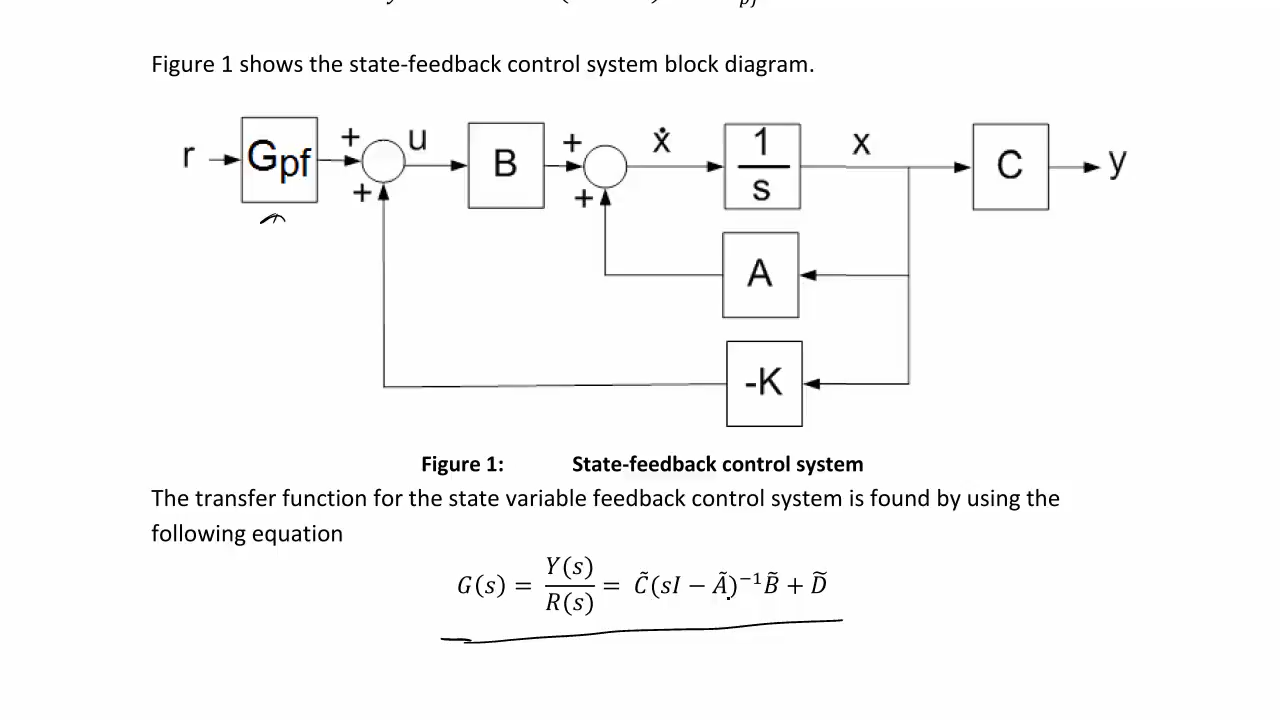 Figure 1 shows the state-feedback control system block diagram.
r Gpf + + u B + + ẋ 1/s x C y
A
-K
Figure 1: State-feedback control system
The transfer function for the state variable feedback control system is found by using the
following equation
G(s) = Y(s)/R(s) = C̃(sI − Ã)⁻¹B̃ + D̃